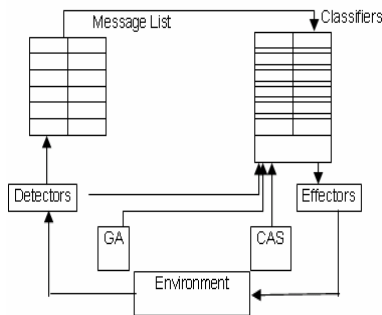 Message List
Classifiers
Detectors
Effectors
GA
CAS
Environment